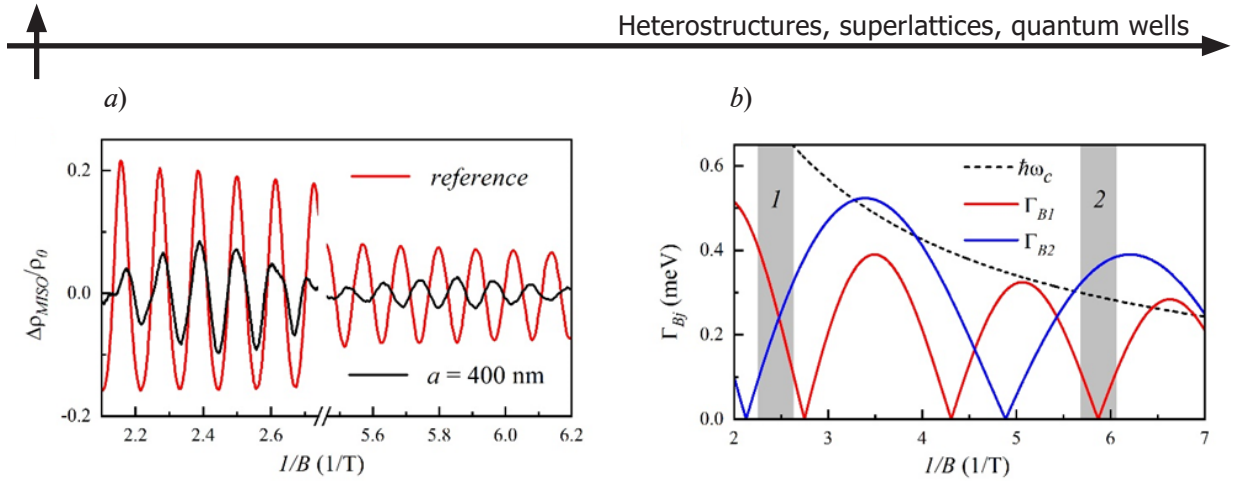 Heterostructures, superlattices, quantum wells
a)
b)
0.2
0.0
-0.2
Δρ_MISO/ρ_0
reference
a = 400 nm
2.2 2.4 2.6 5.6 5.8 6.0 6.2
1/B (1/T)
0.6
0.4
0.2
0.0
Γ_Bj (meV)
1
2
ħω_c
Γ_B1
Γ_B2
2 3 4 5 6 7
1/B (1/T)